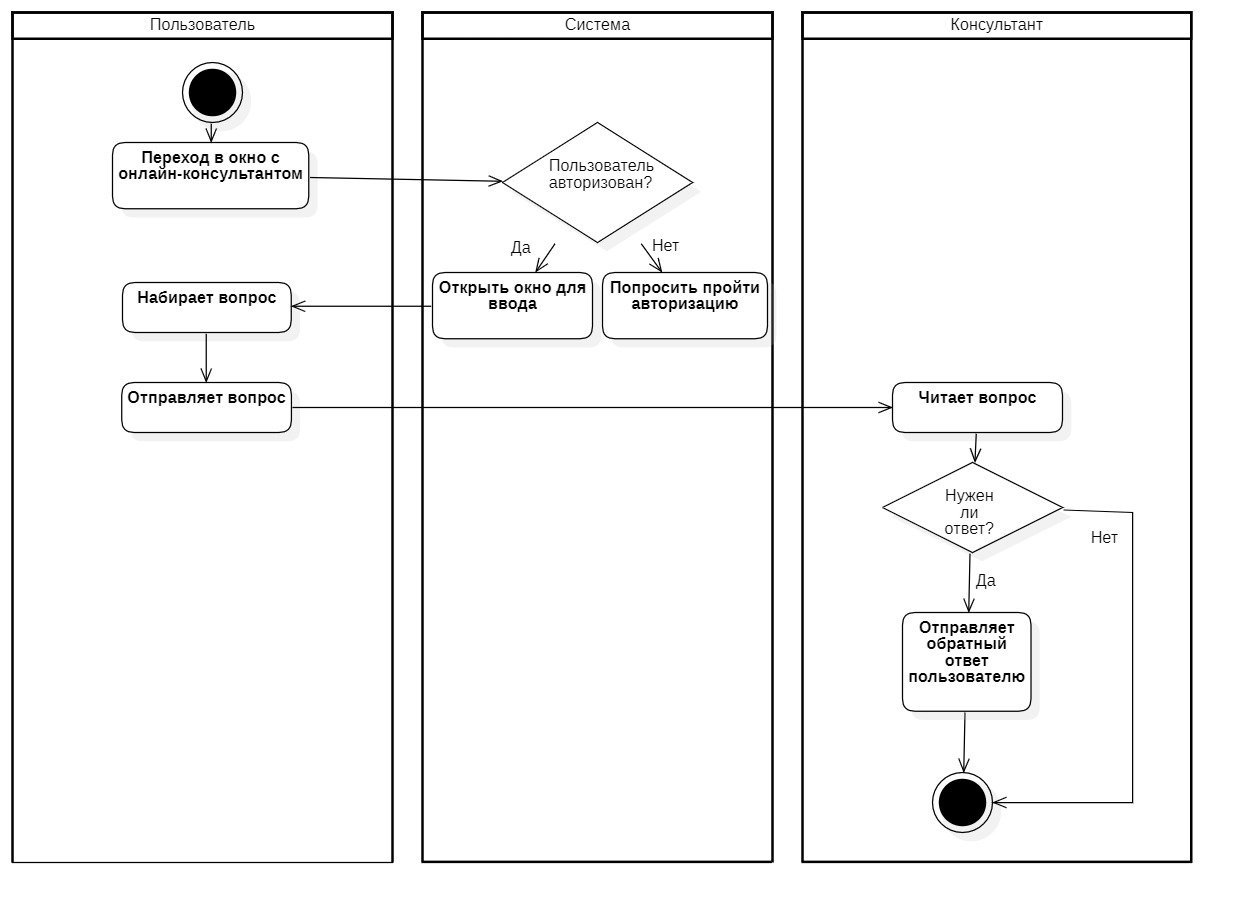 Пользователь
Система
Консультант
Переход в окно с
онлайн-консультантом
Пользователь
авторизован?
Да
Нет
Открыть окно для
ввода
Попросить пройти
авторизацию
Набирает вопрос
Отправляет вопрос
Читает вопрос
Нужен
ли
ответ?
Нет
Да
Отправляет
обратный
ответ
пользователю